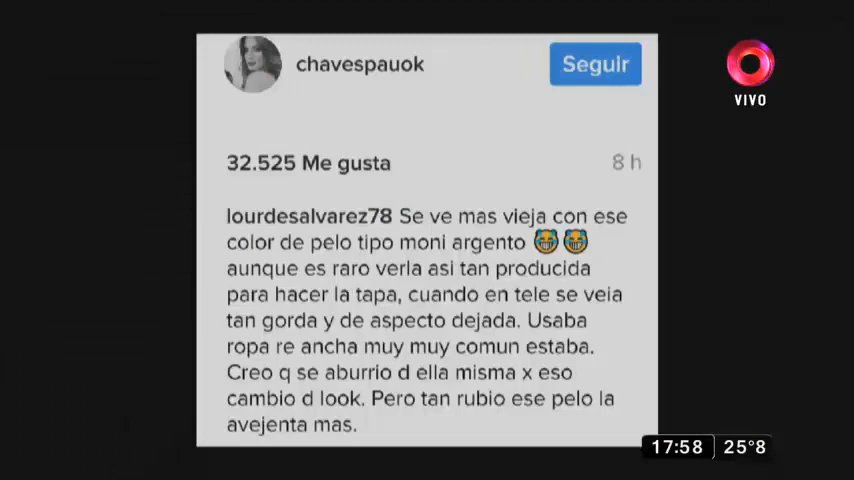 chavespauok
Seguir
VIVO
32.525 Me gusta
8 h
lourdesalvarez78 Se ve mas vieja con ese
color de pelo tipo moni argento 😂😂
aunque es raro verla asi tan producida
para hacer la tapa, cuando en tele se veia
tan gorda y de aspecto dejada. Usaba
ropa re ancha muy muy comun estaba.
Creo q se aburrio d ella misma x eso
cambio d look. Pero tan rubio ese pelo la
avejenta mas.
17:58 25°8